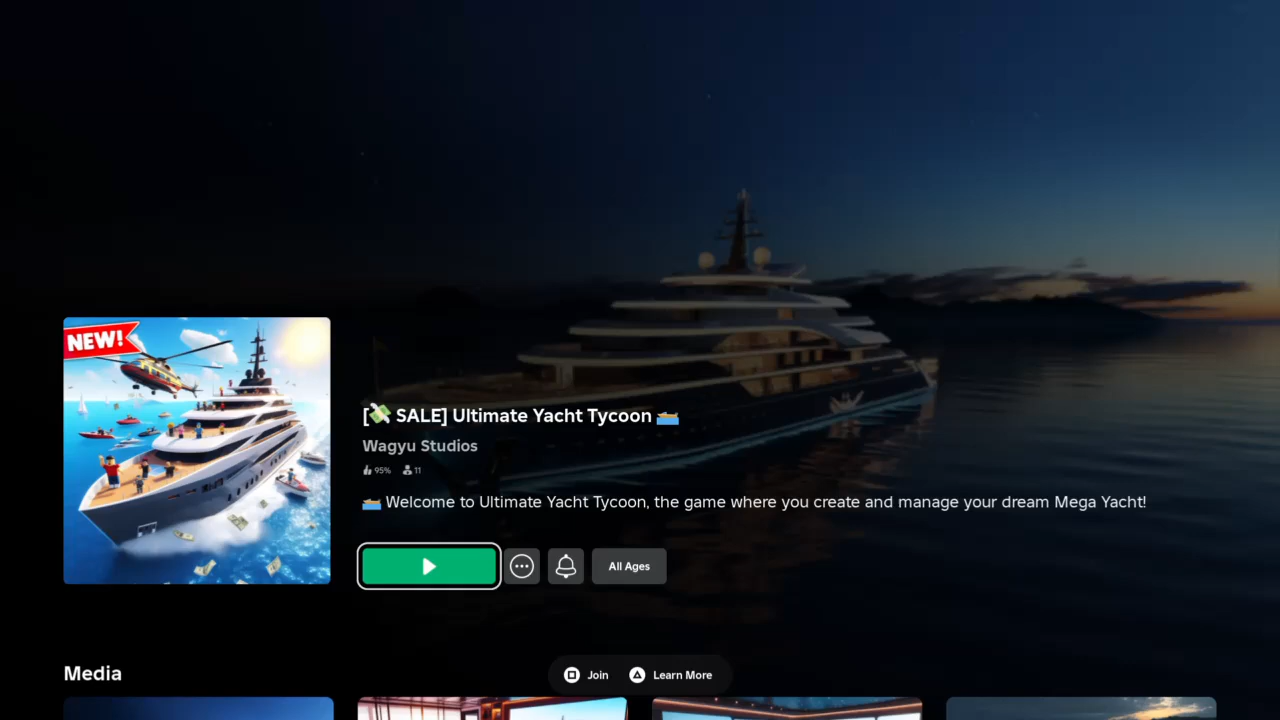 NEW!
[💸 SALE] Ultimate Yacht Tycoon 🚤
Wagyu Studios
95% 11
🚤 Welcome to Ultimate Yacht Tycoon, the game where you create and manage your dream Mega Yacht!
All Ages
Media
Join Learn More